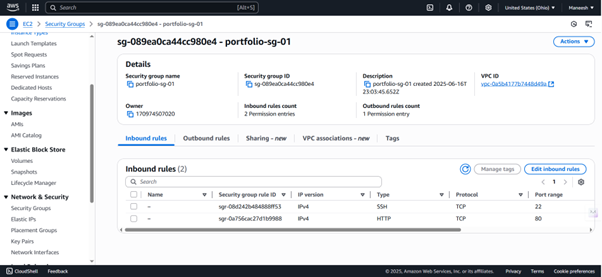 aws
Search [Alt+S] United States (Ohio) Maneesh
EC2 > Security Groups > sg-089ea0ca44cc980e4 - portfolio-sg-01
Instance Types
Launch Templates
Spot Requests
Savings Plans
Reserved Instances
Dedicated Hosts
Capacity Reservations
Images
AMIs
AMI Catalog
Elastic Block Store
Volumes
Snapshots
Lifecycle Manager
Network & Security
Security Groups
Elastic IPs
Placement Groups
Key Pairs
Network Interfaces
sg-089ea0ca44cc980e4 - portfolio-sg-01
Actions
Details
Security group name
portfolio-sg-01
Security group ID
sg-089ea0ca44cc980e4
Description
portfolio-sg-01 created 2025-06-16T
23:03:45.652Z
VPC ID
vpc-0a5b4177b7448d49a
Owner
170974507020
Inbound rules count
2 Permission entries
Outbound rules count
1 Permission entry
Inbound rules Outbound rules Sharing - new VPC associations - new Tags
Inbound rules (2)
Manage tags Edit inbound rules
Search
1
Name Security group rule ID IP version Type Protocol Port range
– sgr-08d242b484888ff53 IPv4 SSH TCP 22
– sgr-0a756cac27d1b9988 IPv4 HTTP TCP 80
CloudShell Feedback © 2025, Amazon Web Services, Inc. or its affiliates. Privacy Terms Cookie preferences